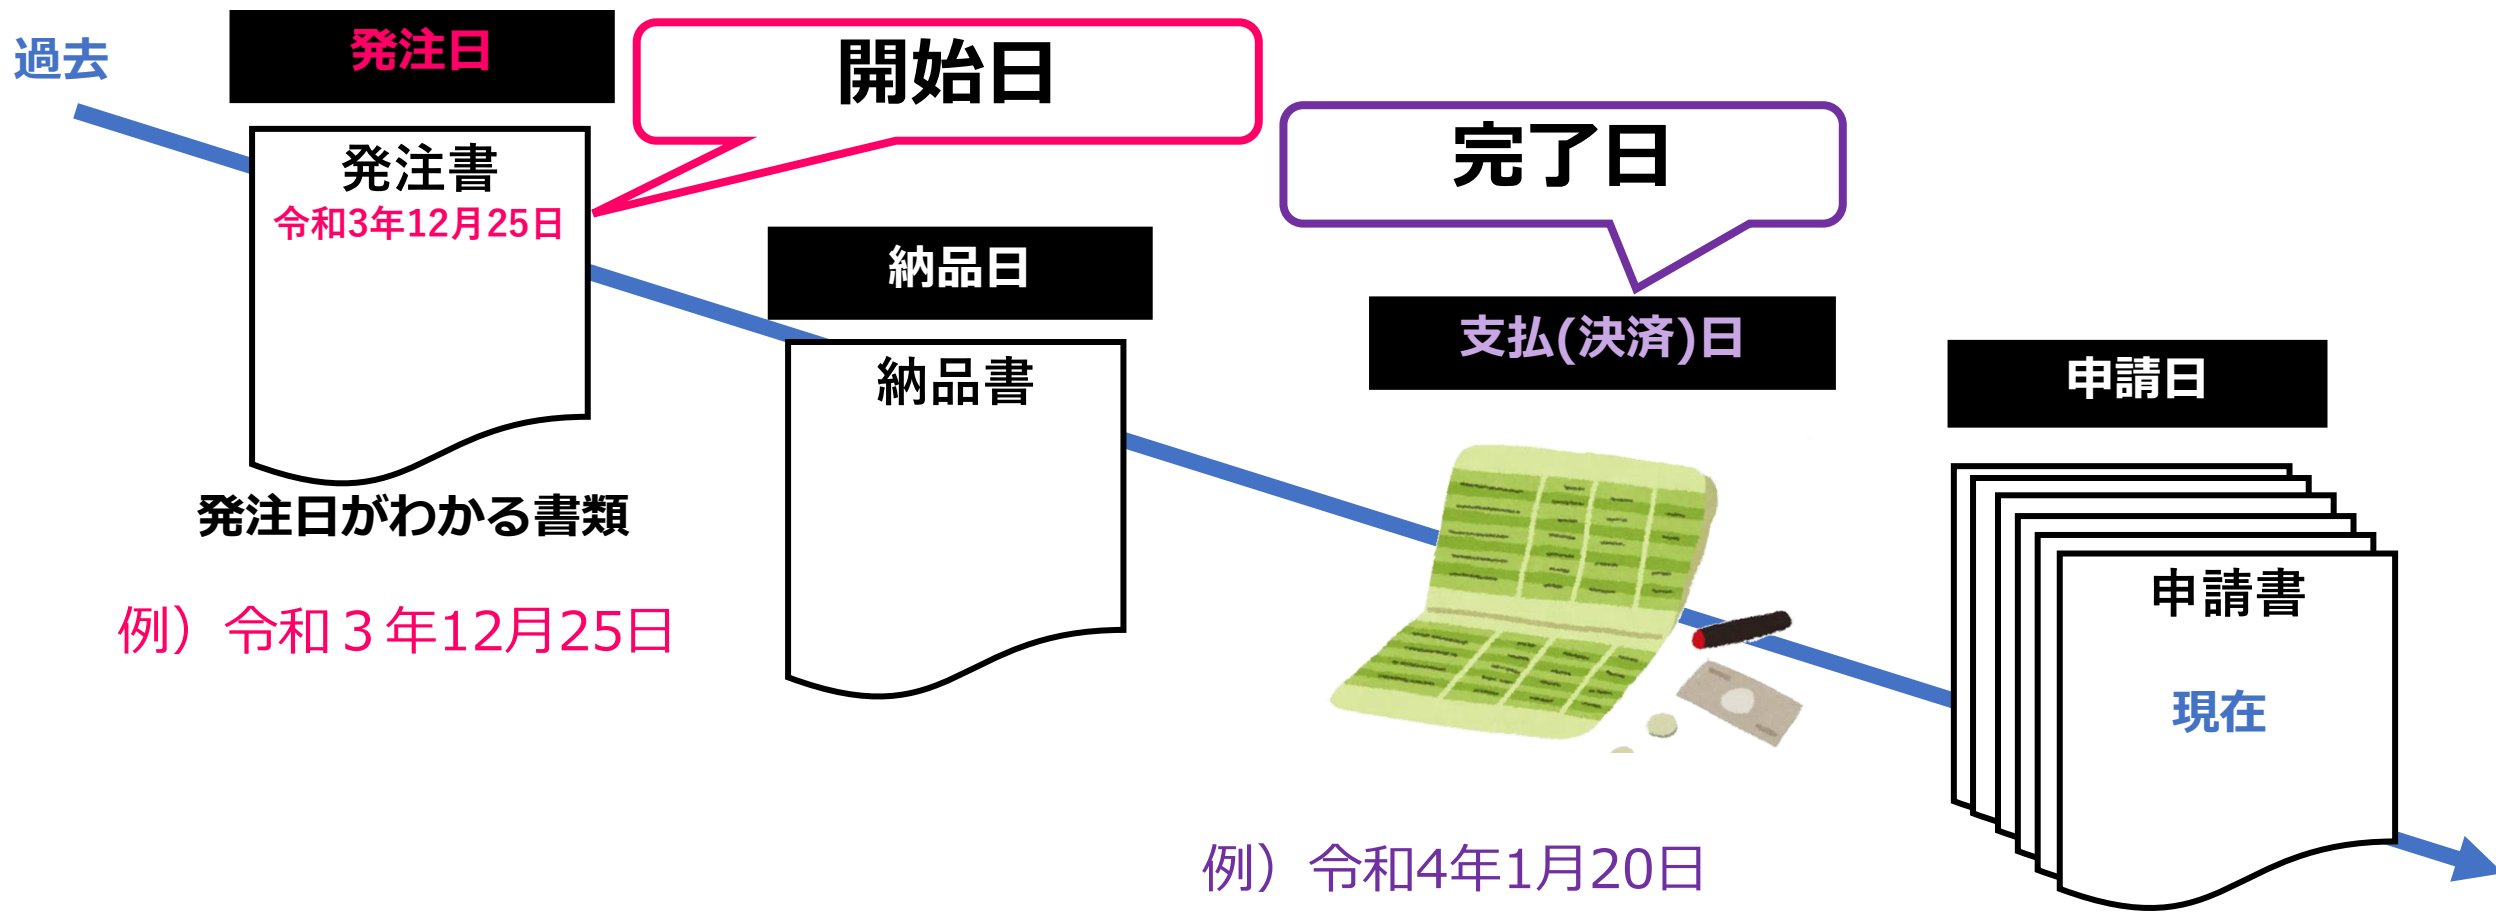 過去
発注日
開始日
発注書
令和3年12月25日
完了日
納品日
支払(決済)日
納品書
申請日
発注日がわかる書類
申請書
例）令和３年12月25日
現在
例）令和4年1月20日